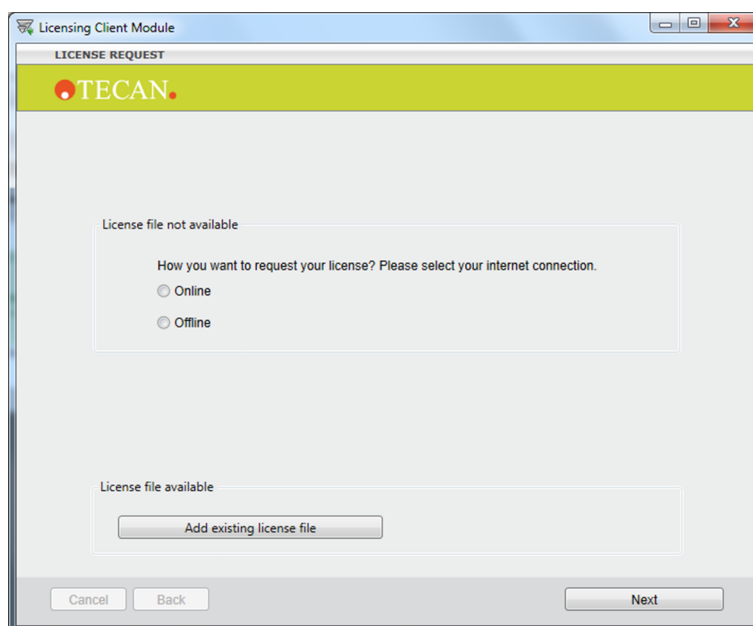 Licensing Client Module
LICENSE REQUEST
TECAN.
License file not available
How you want to request your license? Please select your internet connection.
Online
Offline
License file available
Add existing license file
Cancel Back Next